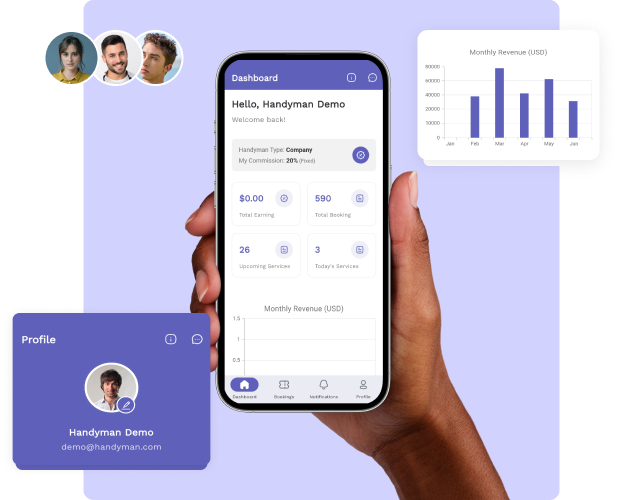 Dashboard
Hello, Handyman Demo
Welcome back!
Handyman Type: Company
My Commission: 20% (Fixed)
$0.00
Total Earning
590
Total Booking
26
Upcoming Services
3
Today's Services
Monthly Revenue (USD)
1.5
1
0.5
Dashboard
Bookings
Notifications
Profile
Monthly Revenue (USD)
80000
60000
40000
20000
10000
0
Jan Feb Mar Apr May Jun
Profile
Handyman Demo
demo@handyman.com